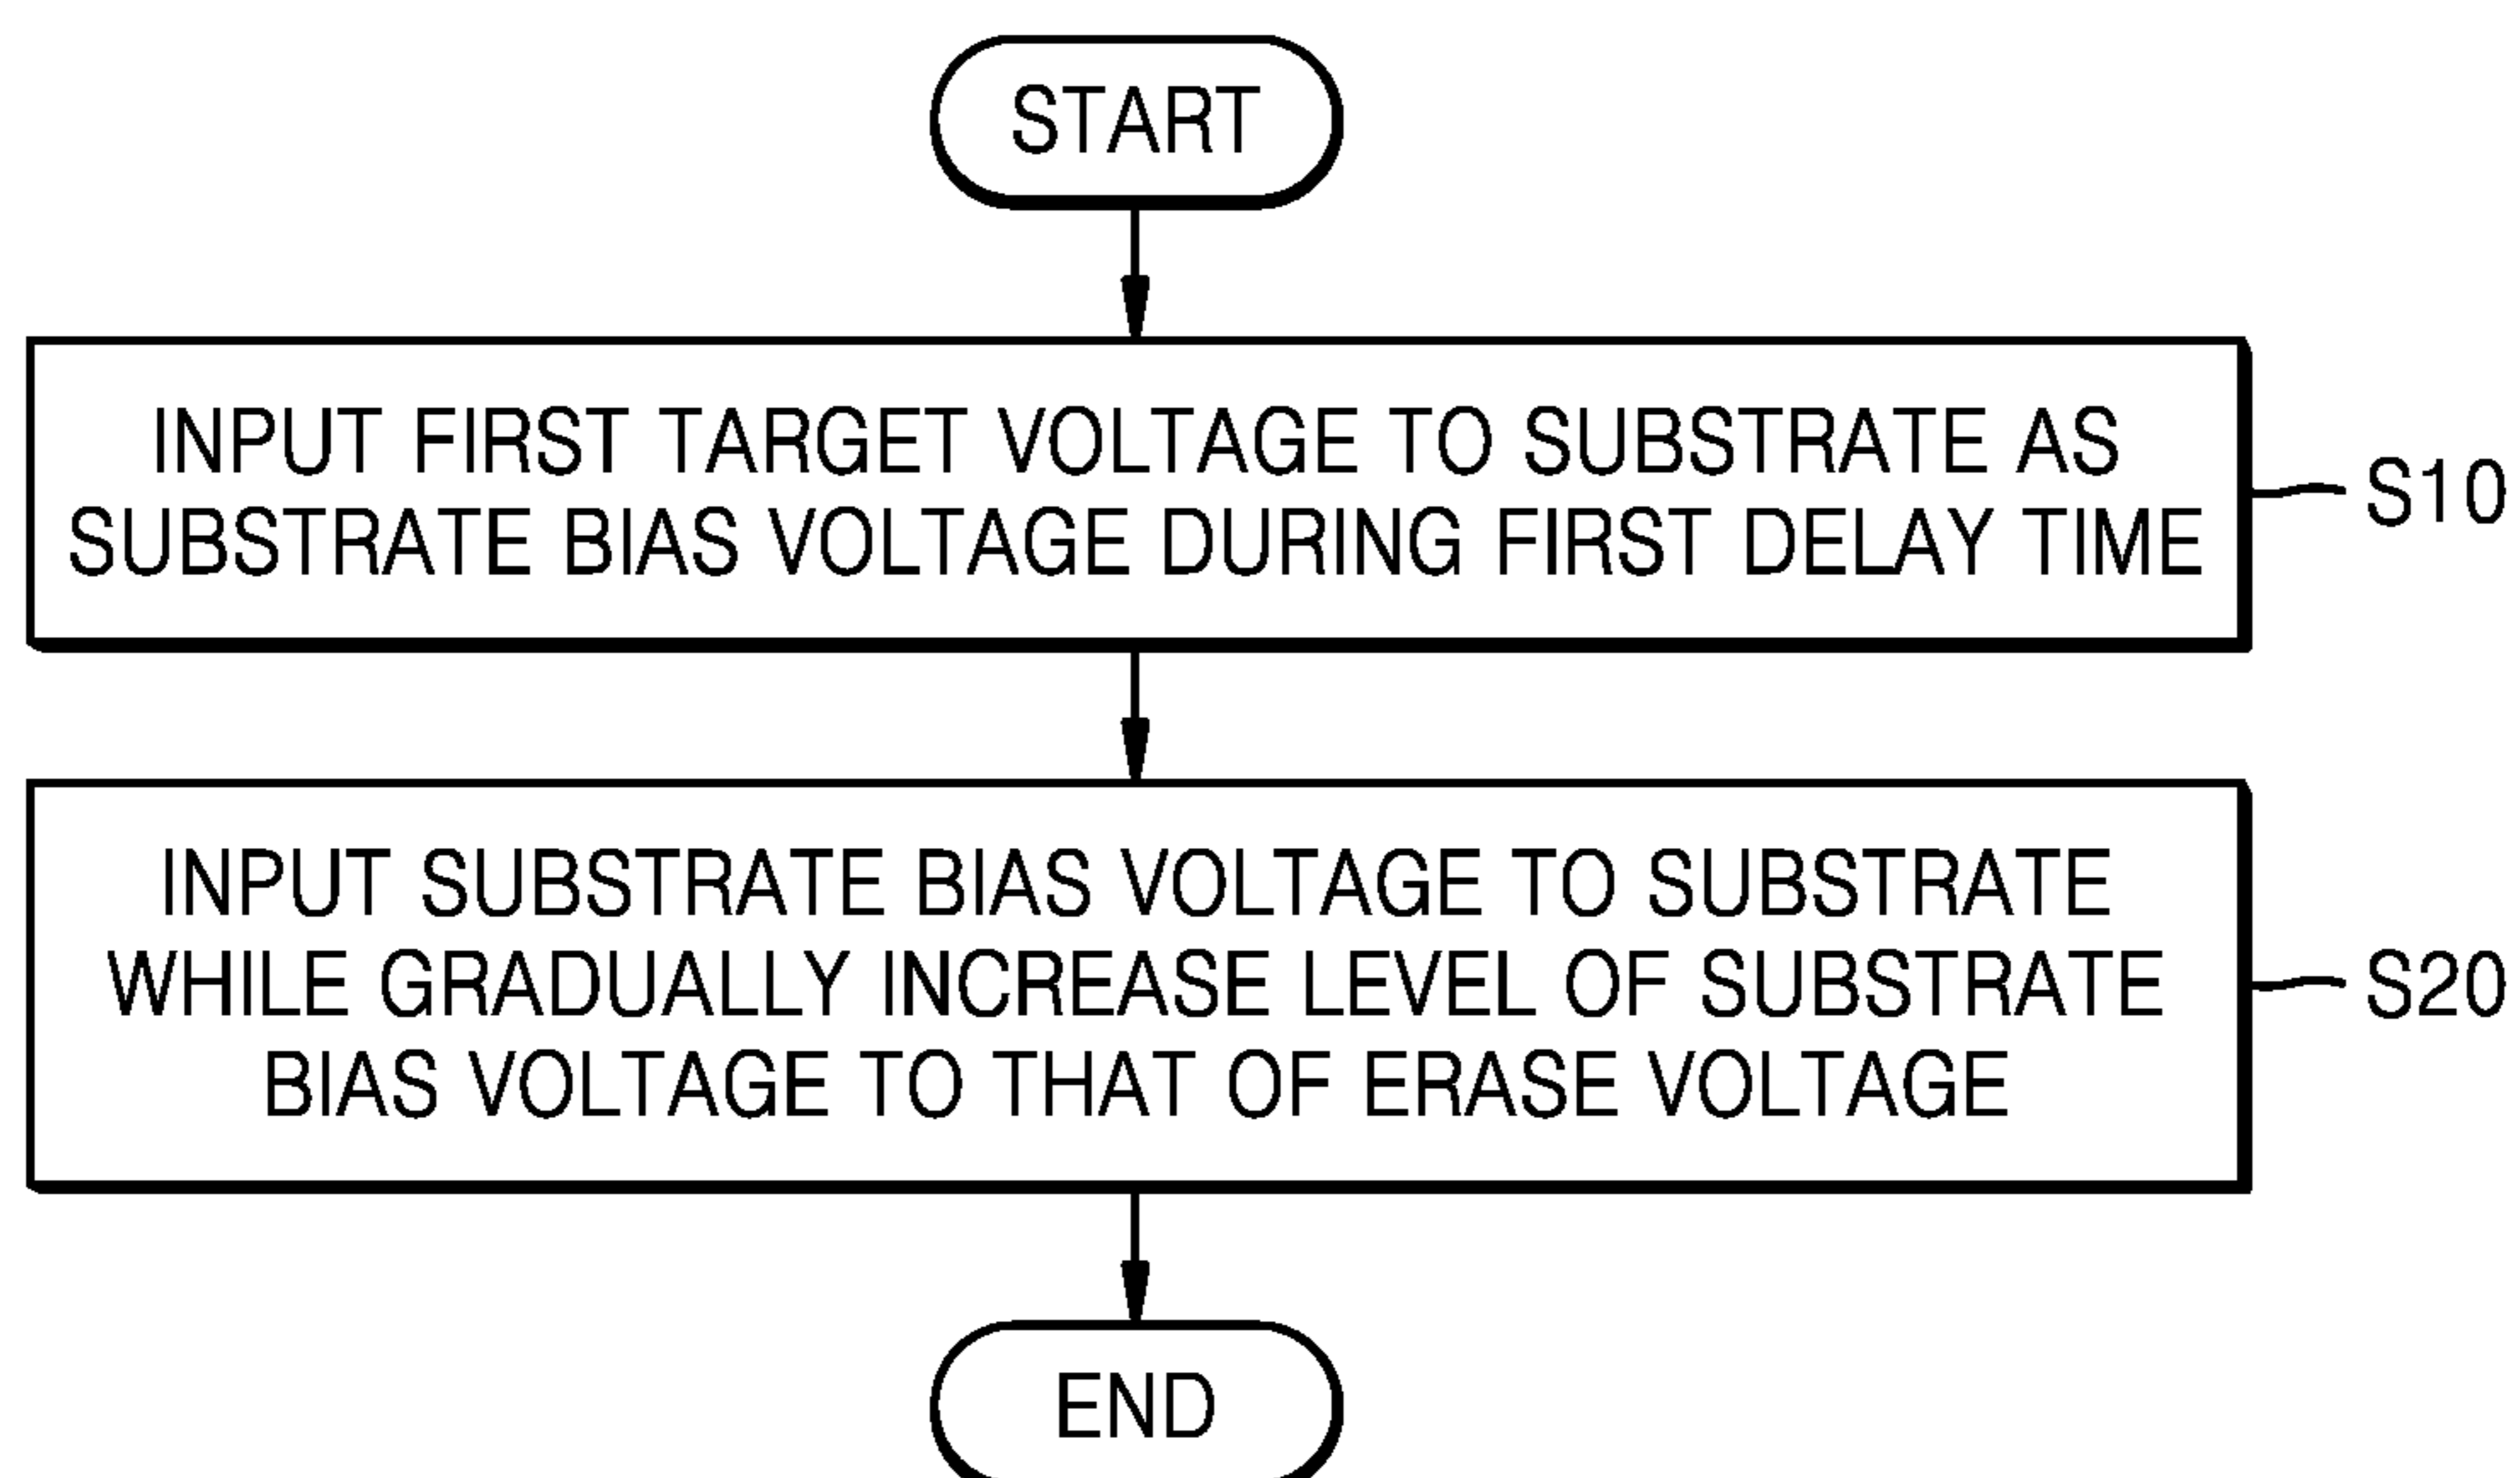 START
INPUT FIRST TARGET VOLTAGE TO SUBSTRATE AS
SUBSTRATE BIAS VOLTAGE DURING FIRST DELAY TIME
S10
INPUT SUBSTRATE BIAS VOLTAGE TO SUBSTRATE
WHILE GRADUALLY INCREASE LEVEL OF SUBSTRATE
BIAS VOLTAGE TO THAT OF ERASE VOLTAGE
S20
END